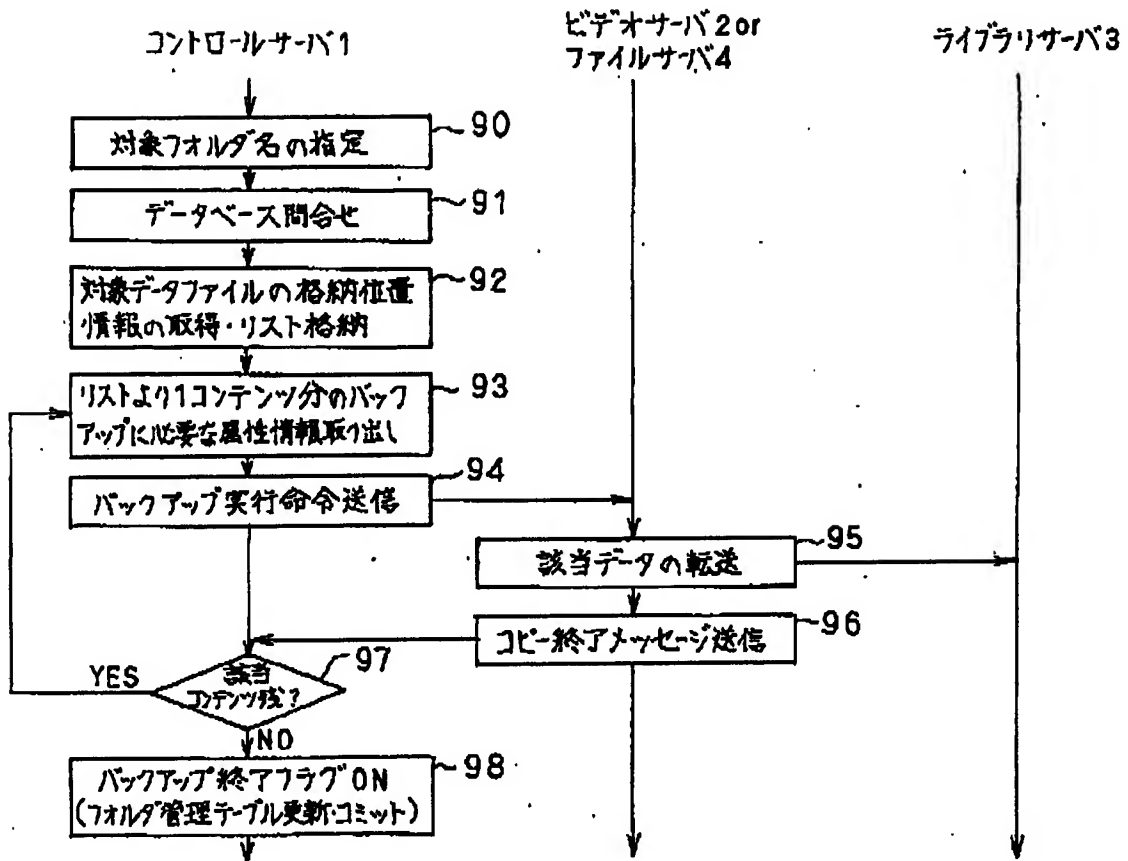 コントロールサーバ1
ビデオサーバ2or
ファイルサーバ4
ライブラリサーバ3
対象フォルダ名の指定
90
データベース問合せ
91
対象データファイルの格納位置
情報の取得・リスト格納
92
リストより1コンテンツ分のバック
アップに必要な属性情報取り出し
93
バックアップ実行命令送信
94
該当データの転送
95
コピー終了メッセージ送信
96
該当
コンテンツ残?
97
YES
NO
バックアップ終了フラグON
(フォルダ管理テーブル更新・コミット)
98